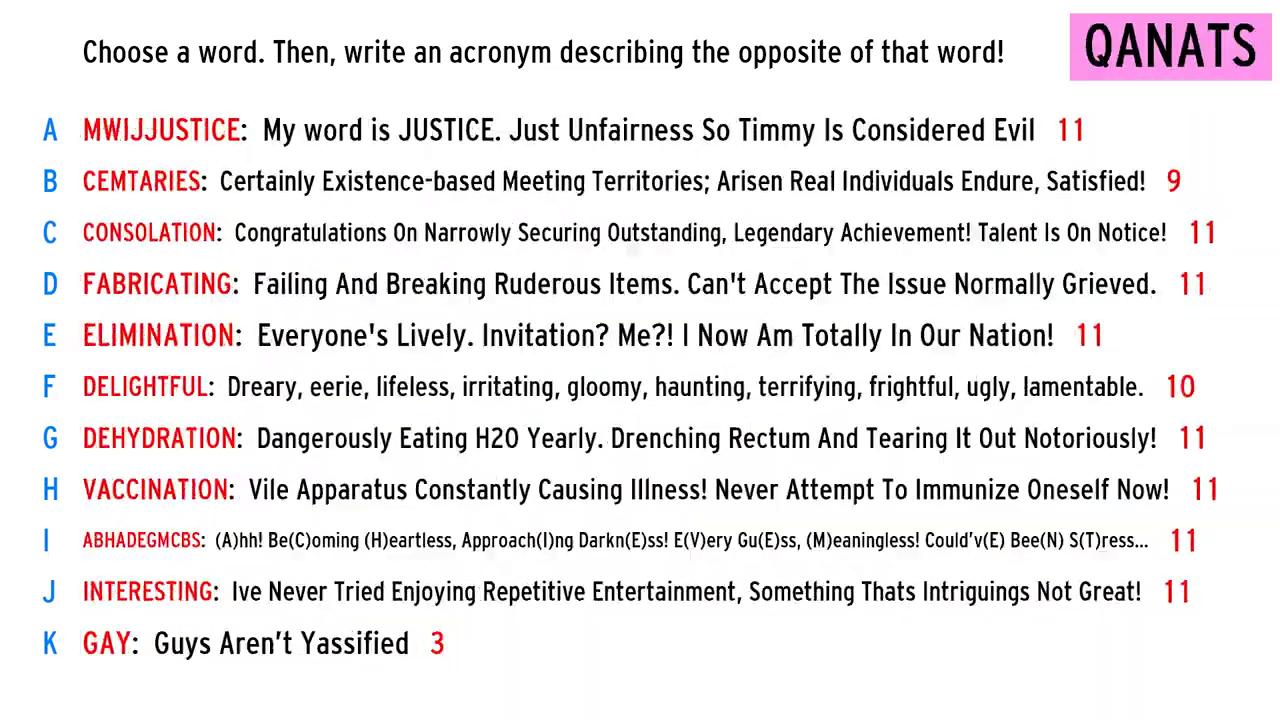 Choose a word. Then, write an acronym describing the opposite of that word!
QANATS
A MWIJJUSTICE: My word is JUSTICE. Just Unfairness So Timmy Is Considered Evil 11
B CEMTARIES: Certainly Existence-based Meeting Territories; Arisen Real Individuals Endure, Satisfied! 9
C CONSOLATION: Congratulations On Narrowly Securing Outstanding, Legendary Achievement! Talent Is On Notice! 11
D FABRICATING: Failing And Breaking Ruderous Items. Can't Accept The Issue Normally Grieved. 11
E ELIMINATION: Everyone's Lively. Invitation? Me?! I Now Am Totally In Our Nation! 11
F DELIGHTFUL: Dreary, eerie, lifeless, irritating, gloomy, haunting, terrifying, frightful, ugly, lamentable. 10
G DEHYDRATION: Dangerously Eating H2O Yearly. Drenching Rectum And Tearing It Out Notoriously! 11
H VACCINATION: Vile Apparatus Constantly Causing Illness! Never Attempt To Immunize Oneself Now! 11
I ABHADEGMCBS: (A)hh! Be(C)oming (H)eartless, Approach(I)ng Darkn(E)ss! E(V)ery Gu(E)ss, (M)eaningless! Could've(E) Bee(N) S(T)ress... 11
J INTERESTING: Ive Never Tried Enjoying Repetitive Entertainment, Something Thats Intriguings Not Great! 11
K GAY: Guys Aren't Yassified 3